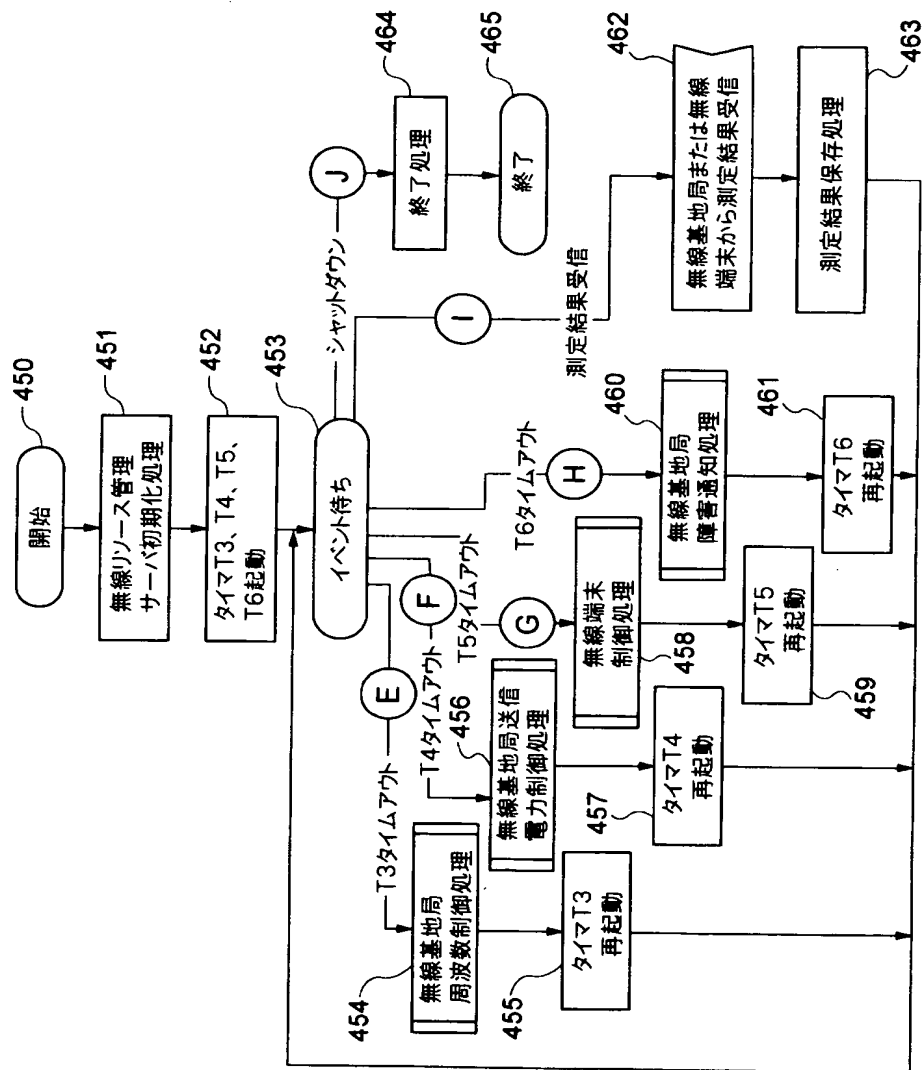 開始
450
無線リソース管理
サーバ初期化処理
451
タイマT3、T4、T5、
T6起動
452
イベント待ち
453
E
T3タイムアウト
無線基地局
周波数制御処理
454
タイマT3
再起動
455
F
T4タイムアウト
456
無線基地局送信
電力制御処理
タイマT4
再起動
457
T5タイムアウト
G
無線端末
制御処理
458
タイマT5
再起動
459
T6タイムアウト
H
460
無線基地局
障害通知処理
461
タイマT6
再起動
I
測定結果受信
462
無線基地局または無線
端末から測定結果受信
463
測定結果保存処理
シャットダウン
J
464
終了処理
465
終了